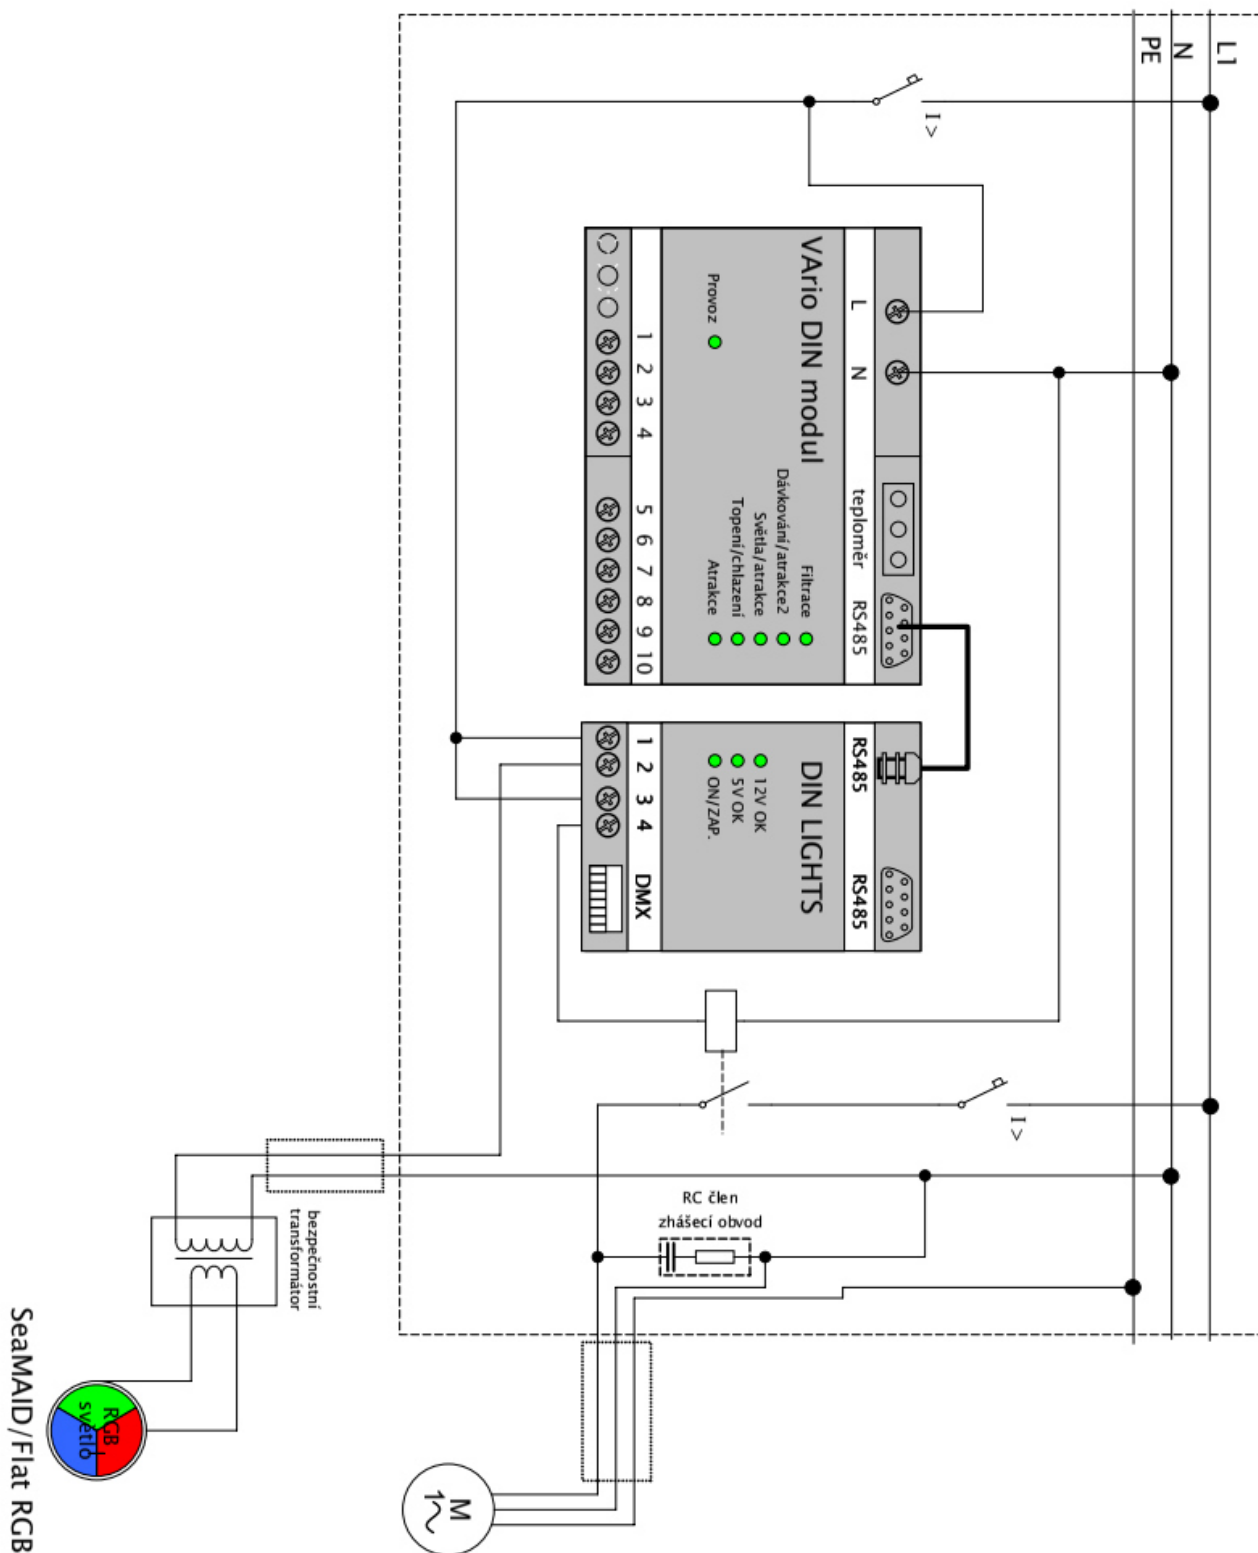 L1
N
PE
I >
VArio DIN modul
L
N
teploměr
RS485
Provoz
Filtrace
Dávkování/atrakce2
Světla/atrakce
Topení/chlazení
Atrakce
1
2
3
4
5
6
7
8
9
10
DIN LIGHTS
RS485
RS485
12V OK
5V OK
ON/ZAP.
1
2
3
4
DMX
I >
RC člen
zhášecí obvod
bezpečnostní
transformátor
RGB
světlo
SeaMAID/Flat RGB
M
1~